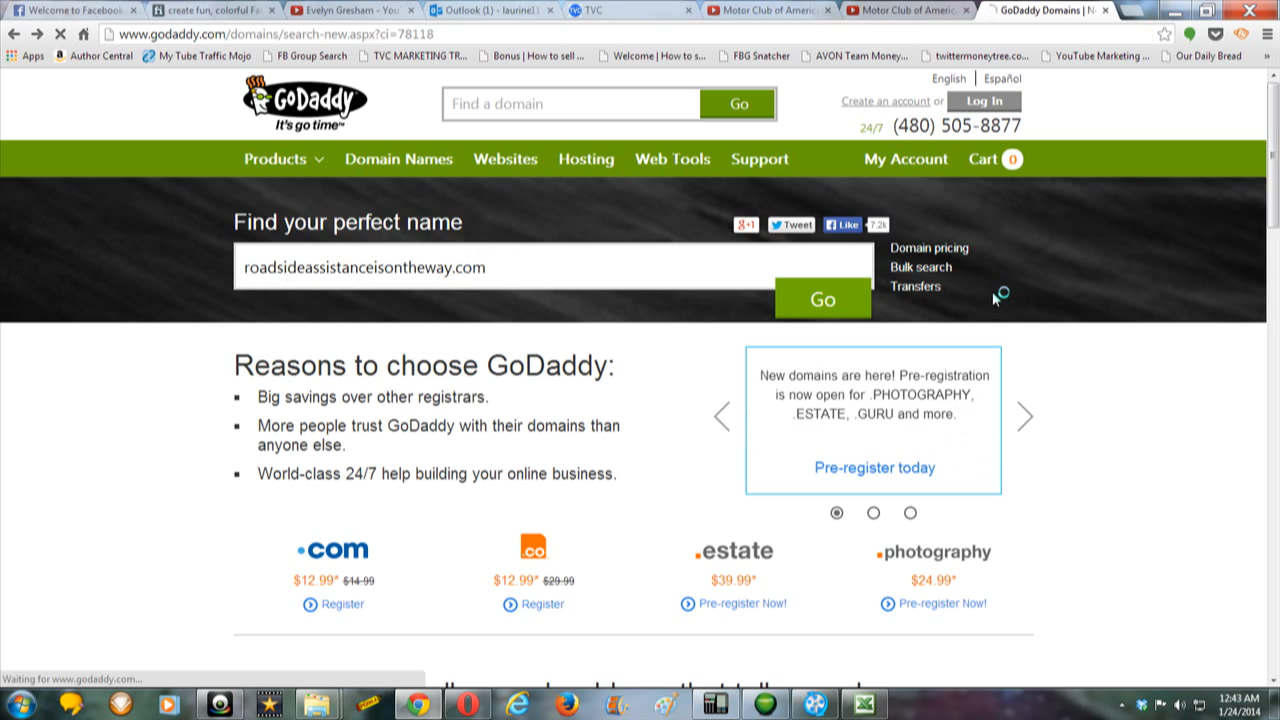 Welcome to Facebook
create fun, colorful Fa
Evelyn Gresham - You
Outlook (1) - laurine1
TVC
Motor Club of Americ
Motor Club of Americ
GoDaddy Domains | N
www.godaddy.com/domains/search-new.aspx?ci=78118
Apps
Author Central
My Tube Traffic Mojo
FB Group Search
TVC MARKETING TR...
Bonus | How to sell ...
Welcome | How to s...
FBG Snatcher
AVON Team Money...
twittermoneytree.co...
YouTube Marketing ...
Our Daily Bread
English | Español
GoDaddy
It's go time™
Find a domain
Go
Create an account or
Log In
24/7 (480) 505-8877
Products
Domain Names
Websites
Hosting
Web Tools
Support
My Account
Cart 0
Find your perfect name
g+1
Tweet
Like
7.2k
roadsideassistanceisontheway.com
Go
Domain pricing
Bulk search
Transfers
Reasons to choose GoDaddy:
Big savings over other registrars.
More people trust GoDaddy with their domains than
anyone else.
World-class 24/7 help building your online business.
New domains are here! Pre-registration
is now open for .PHOTOGRAPHY,
.ESTATE, .GURU and more.
Pre-register today
.com
$12.99* $14.99
Register
.co
$12.99* $29.99
Register
.estate
$39.99*
Pre-register Now!
.photography
$24.99*
Pre-register Now!
Waiting for www.godaddy.com...
12:43 AM
1/24/2014